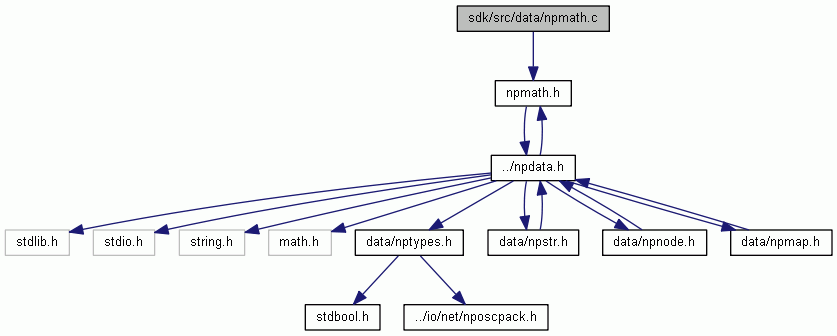 sdk/src/data/npmath.c
npmath.h
../npdata.h
stdlib.h
stdio.h
string.h
math.h
data/nptypes.h
data/npstr.h
data/npnode.h
data/npmap.h
stdbool.h
../io/net/nposcpack.h